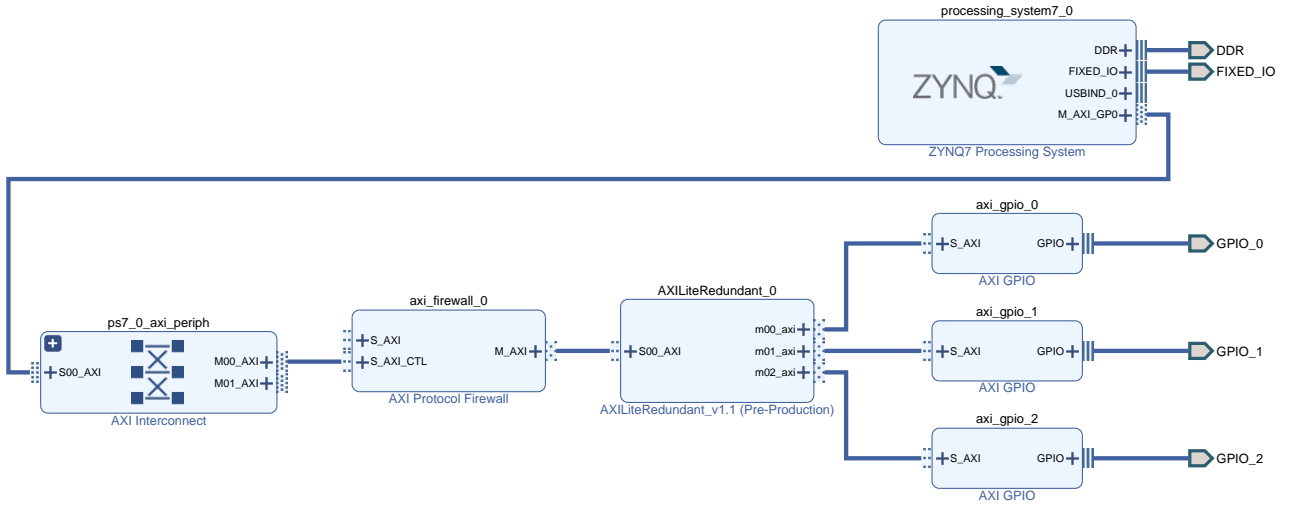 processing_system7_0
DDR
FIXED_IO
USBIND_0
M_AXI_GP0
ZYNQ
ZYNQ7 Processing System
DDR
FIXED_IO
axi_gpio_0
S_AXI
GPIO
AXI GPIO
GPIO_0
ps7_0_axi_periph
S00_AXI
M00_AXI
M01_AXI
AXI Interconnect
axi_firewall_0
S_AXI
S_AXI_CTL
M_AXI
AXI Protocol Firewall
AXILiteRedundant_0
S00_AXI
m00_axi
m01_axi
m02_axi
AXILiteRedundant_v1.1 (Pre-Production)
axi_gpio_1
S_AXI
GPIO
AXI GPIO
GPIO_1
axi_gpio_2
S_AXI
GPIO
AXI GPIO
GPIO_2